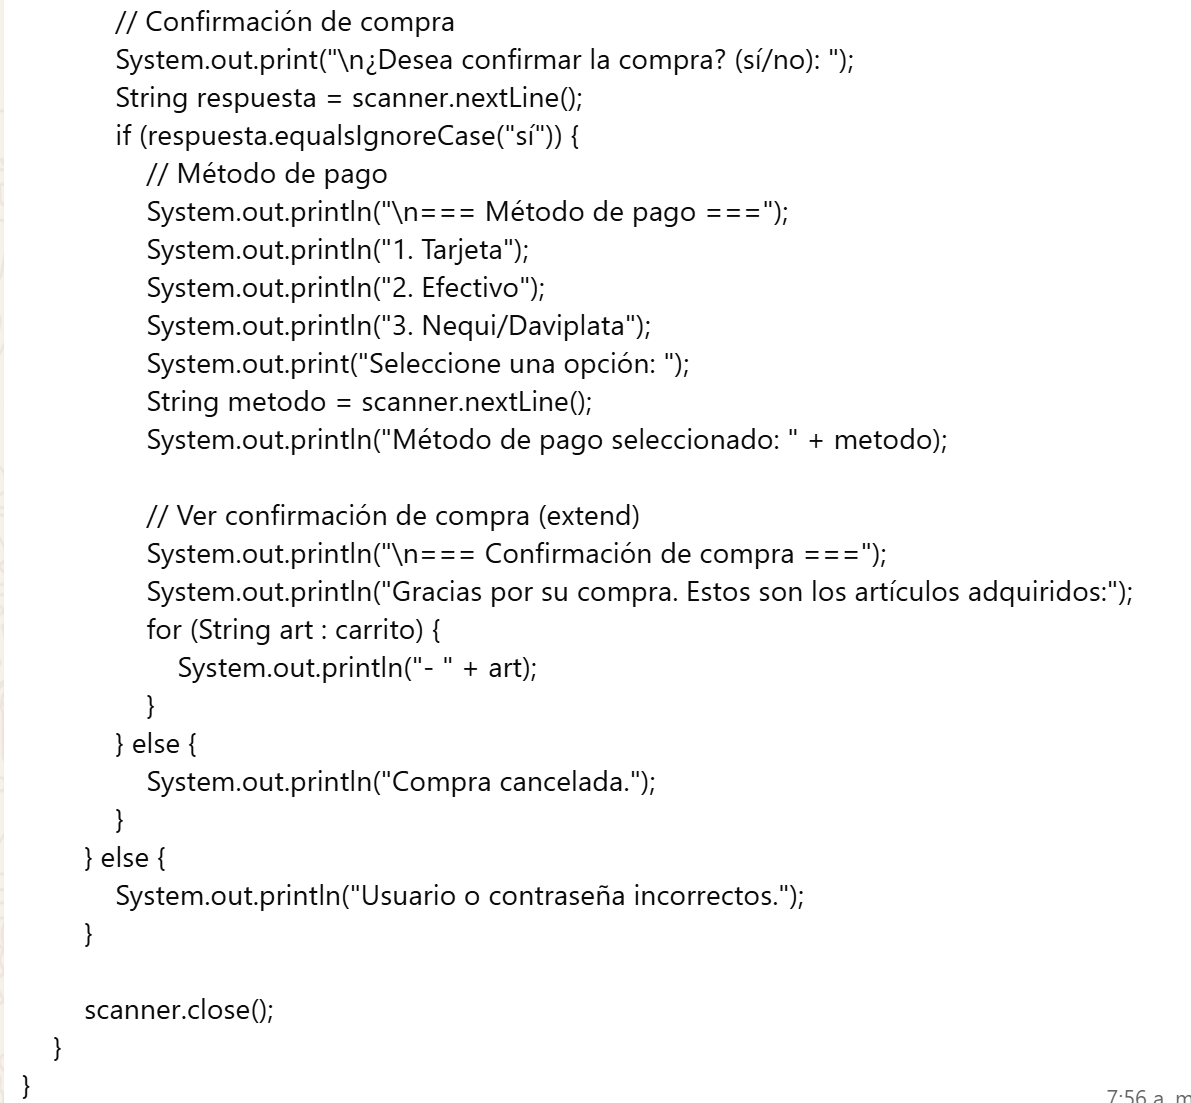 // Confirmación de compra
System.out.print("\n¿Desea confirmar la compra? (sí/no): ");
String respuesta = scanner.nextLine();
if (respuesta.equalsIgnoreCase("sí")) {
// Método de pago
System.out.println("\n=== Método de pago ===");
System.out.println("1. Tarjeta");
System.out.println("2. Efectivo");
System.out.println("3. Nequi/Daviplata");
System.out.print("Seleccione una opción: ");
String metodo = scanner.nextLine();
System.out.println("Método de pago seleccionado: " + metodo);
// Ver confirmación de compra (extend)
System.out.println("\n=== Confirmación de compra ===");
System.out.println("Gracias por su compra. Estos son los artículos adquiridos:");
for (String art : carrito) {
System.out.println("- " + art);
}
} else {
System.out.println("Compra cancelada.");
}
} else {
System.out.println("Usuario o contraseña incorrectos.");
}
scanner.close();
}
}
7:56 a. m